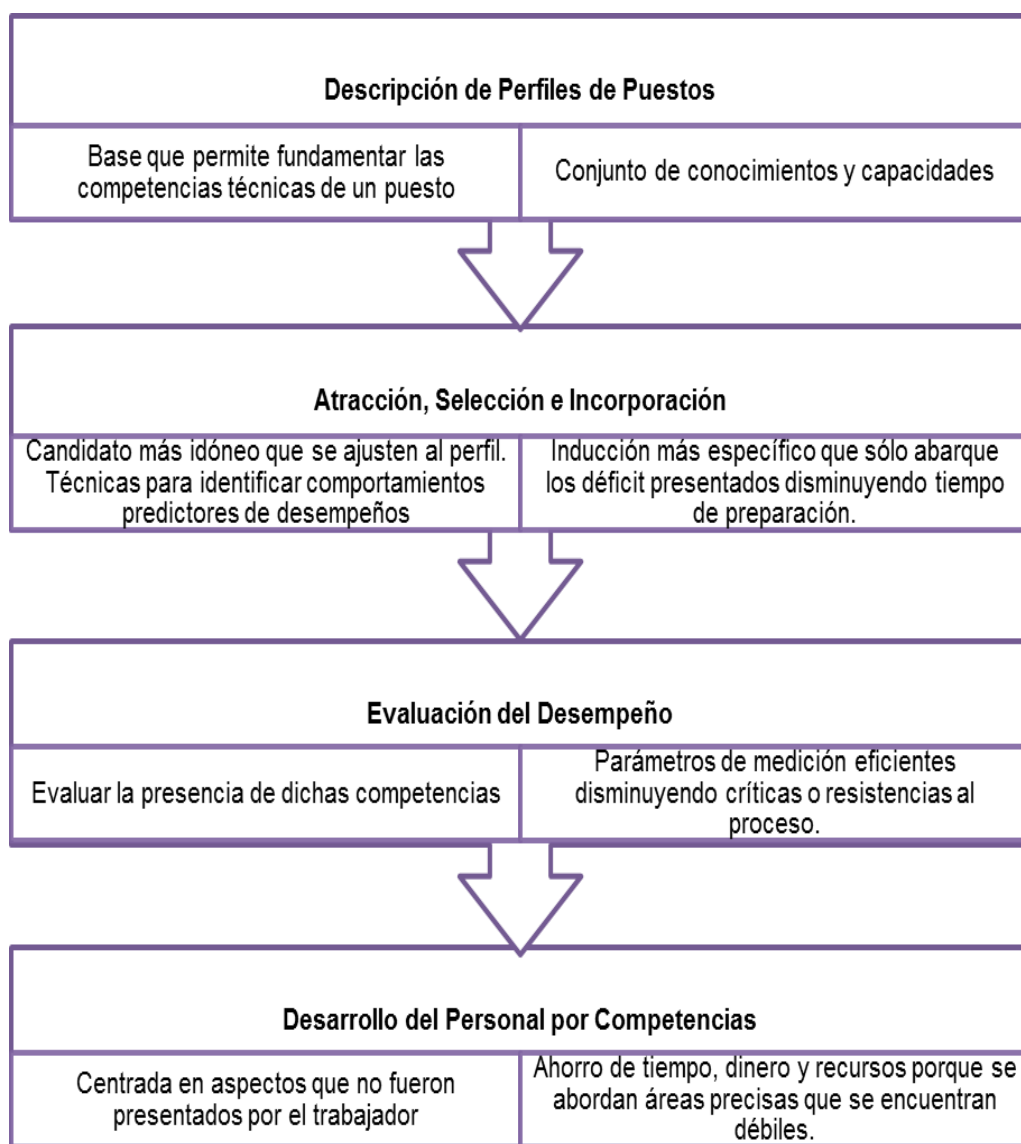 Descripción de Perfiles de Puestos
Base que permite fundamentar las
competencias técnicas de un puesto
Conjunto de conocimientos y capacidades
Atracción, Selección e Incorporación
Candidato más idóneo que se ajusten al perfil.
Técnicas para identificar comportamientos
predictores de desempeños
Inducción más específico que sólo abarque
los déficit presentados disminuyendo tiempo
de preparación.
Evaluación del Desempeño
Evaluar la presencia de dichas competencias
Parámetros de medición eficientes
disminuyendo críticas o resistencias al
proceso.
Desarrollo del Personal por Competencias
Centrada en aspectos que no fueron
presentados por el trabajador
Ahorro de tiempo, dinero y recursos porque se
abordan áreas precisas que se encuentran
débiles.